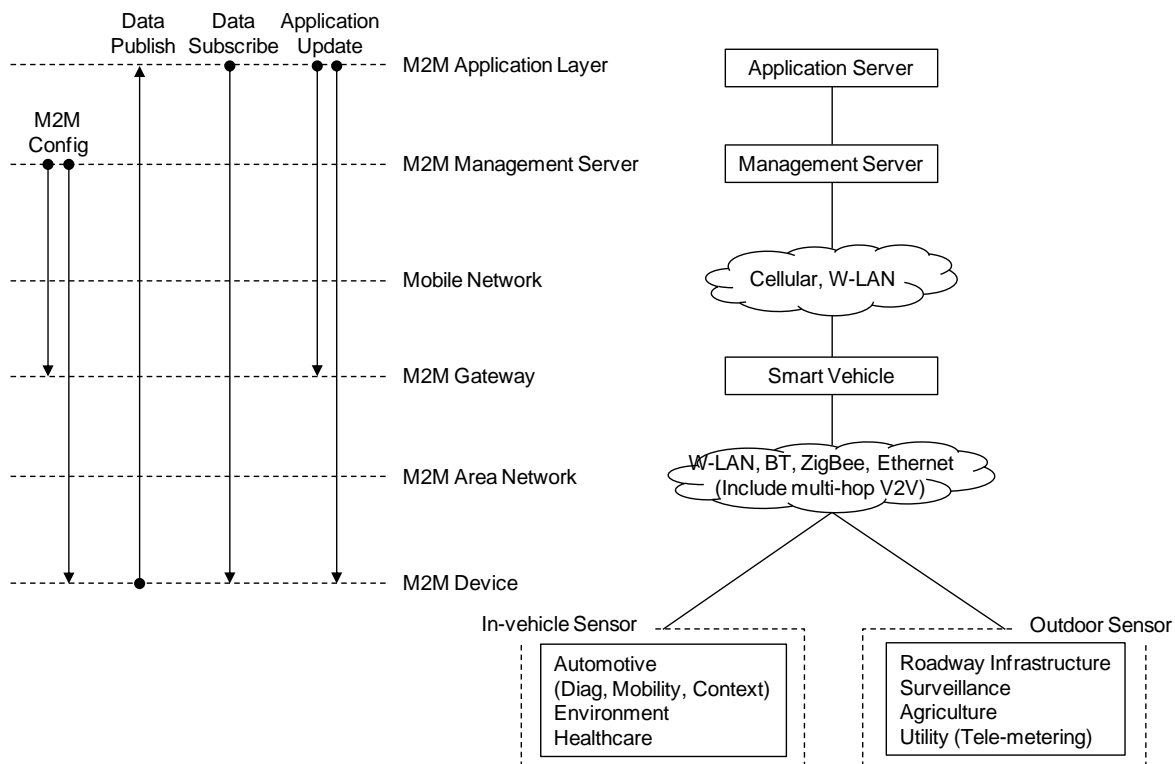 Data
Publish
Data
Subscribe
Application
Update
M2M Application Layer
Application Server
M2M
Config
M2M Management Server
Management Server
Mobile Network
Cellular, W-LAN
M2M Gateway
Smart Vehicle
M2M Area Network
W-LAN, BT, ZigBee, Ethernet
(Include multi-hop V2V)
M2M Device
In-vehicle Sensor
Automotive
(Diag, Mobility, Context)
Environment
Healthcare
Outdoor Sensor
Roadway Infrastructure
Surveillance
Agriculture
Utility (Tele-metering)